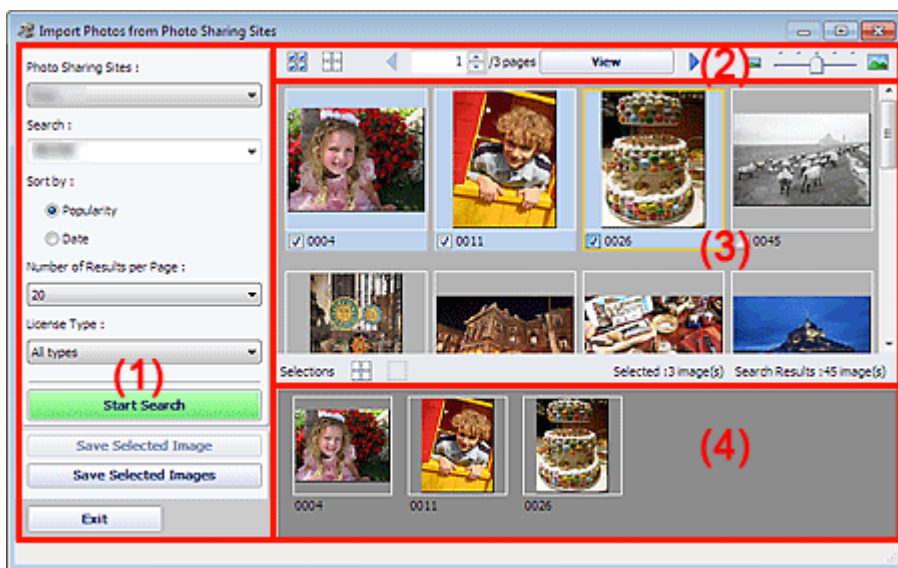 Import Photos from Photo Sharing Sites
Photo Sharing Sites :
Search :
Sort by :
Popularity
Date
Number of Results per Page :
20
License Type :
All types
(1)
Start Search
Save Selected Image
Save Selected Images
Exit
1 /3 pages View (2)
0004 0011 0026 0045
(3)
Selections Selected :3 image(s) Search Results :45 image(s)
(4)
0004 0011 0026